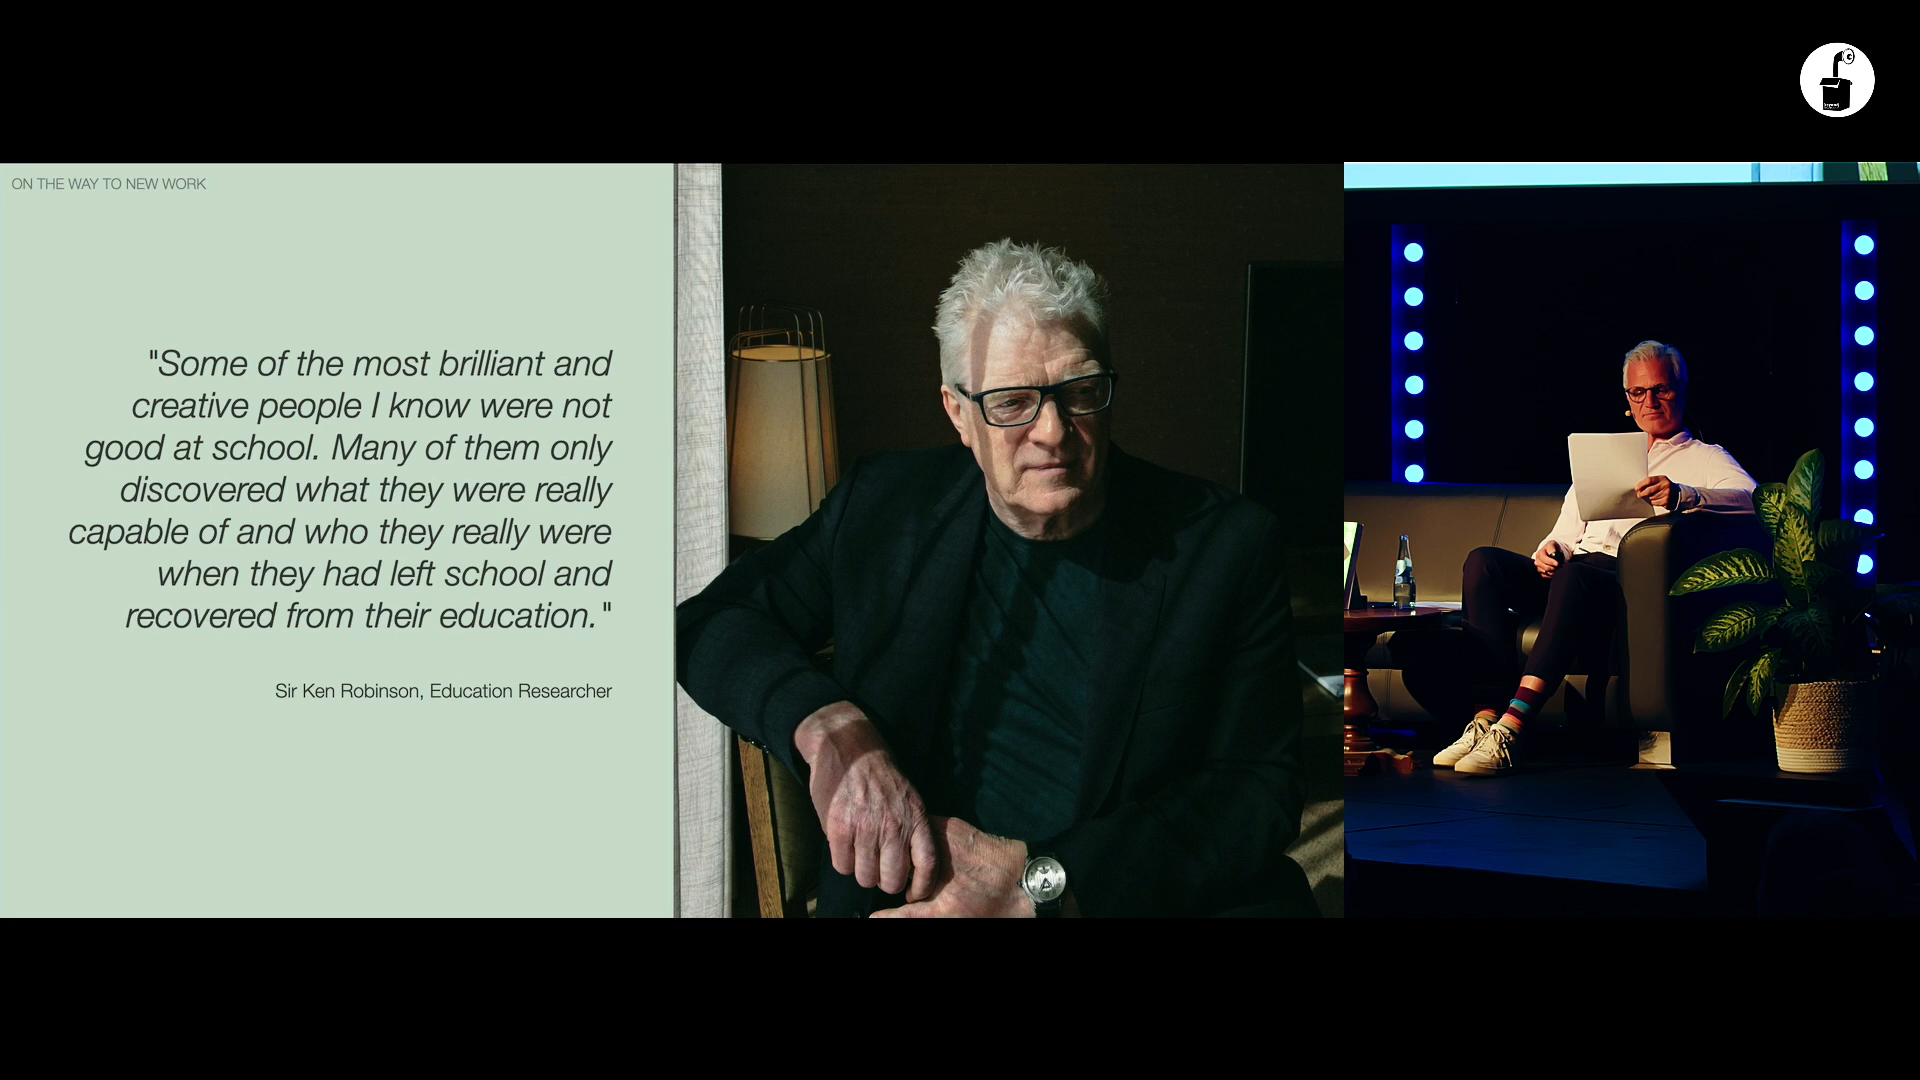 ON THE WAY TO NEW WORK
"Some of the most brilliant and
creative people I know were not
good at school. Many of them only
discovered what they were really
capable of and who they really were
when they had left school and
recovered from their education."
Sir Ken Robinson, Education Researcher